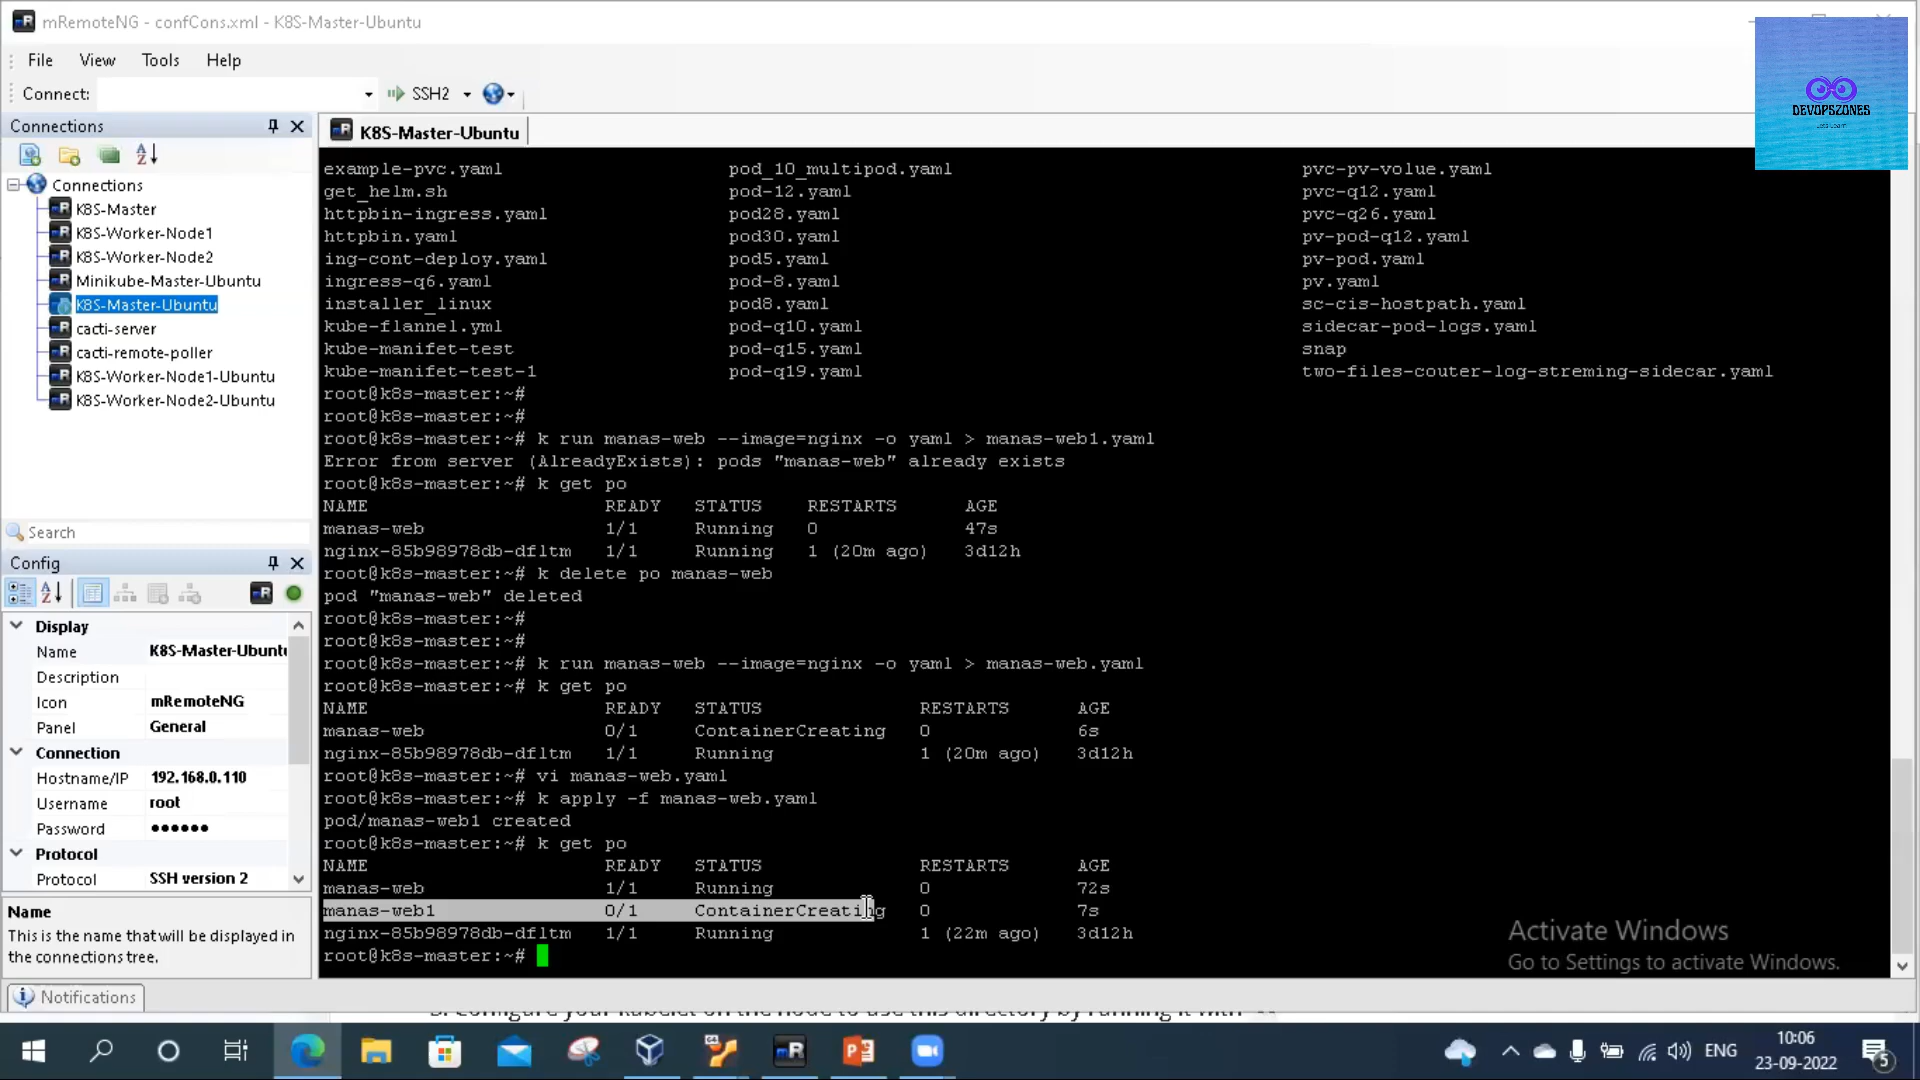 mRemoteNG - confCons.xml - K8S-Master-Ubuntu
File View Tools Help
Connect: SSH2
DEVOPSZONES
Lets Learn
Connections
Connections
K8S-Master
K8S-Worker-Node1
K8S-Worker-Node2
Minikube-Master-Ubuntu
K8S-Master-Ubuntu
cacti-server
cacti-remote-poller
K8S-Worker-Node1-Ubuntu
K8S-Worker-Node2-Ubuntu
Search
Config
Display
Name K8S-Master-Ubuntu
Description
Icon mRemoteNG
Panel General
Connection
Hostname/IP 192.168.0.110
Username root
Password ••••••
Protocol
Protocol SSH version 2
Name
This is the name that will be displayed in
the connections tree.
Notifications
K8S-Master-Ubuntu
example-pvc.yaml pod_10_multipod.yaml pvc-pv-volue.yaml
get_helm.sh pod-12.yaml pvc-q12.yaml
httpbin-ingress.yaml pod28.yaml pvc-q26.yaml
httpbin.yaml pod30.yaml pv-pod-q12.yaml
ing-cont-deploy.yaml pod5.yaml pv-pod.yaml
ingress-q6.yaml pod-8.yaml pv.yaml
installer_linux pod8.yaml sc-cis-hostpath.yaml
kube-flannel.yml pod-q10.yaml sidecar-pod-logs.yaml
kube-manifet-test pod-q15.yaml snap
kube-manifet-test-1 pod-q19.yaml two-files-couter-log-streming-sidecar.yaml
root@k8s-master:~#
root@k8s-master:~#
root@k8s-master:~# k run manas-web --image=nginx -o yaml > manas-web1.yaml
Error from server (AlreadyExists): pods "manas-web" already exists
root@k8s-master:~# k get po
NAME READY STATUS RESTARTS AGE
manas-web 1/1 Running 0 47s
nginx-85b98978db-dfltm 1/1 Running 1 (20m ago) 3d12h
root@k8s-master:~# k delete po manas-web
pod "manas-web" deleted
root@k8s-master:~#
root@k8s-master:~#
root@k8s-master:~# k run manas-web --image=nginx -o yaml > manas-web.yaml
root@k8s-master:~# k get po
NAME READY STATUS RESTARTS AGE
manas-web 0/1 ContainerCreating 0 6s
nginx-85b98978db-dfltm 1/1 Running 1 (20m ago) 3d12h
root@k8s-master:~# vi manas-web.yaml
root@k8s-master:~# k apply -f manas-web.yaml
pod/manas-web1 created
root@k8s-master:~# k get po
NAME READY STATUS RESTARTS AGE
manas-web 1/1 Running 0 72s
manas-web1 0/1 ContainerCreating 0 7s
nginx-85b98978db-dfltm 1/1 Running 1 (22m ago) 3d12h
root@k8s-master:~#
Activate Windows
Go to Settings to activate Windows.
3. Configure your kubelet on the node to use this directory by running it with
ENG
10:06
23-09-2022
5